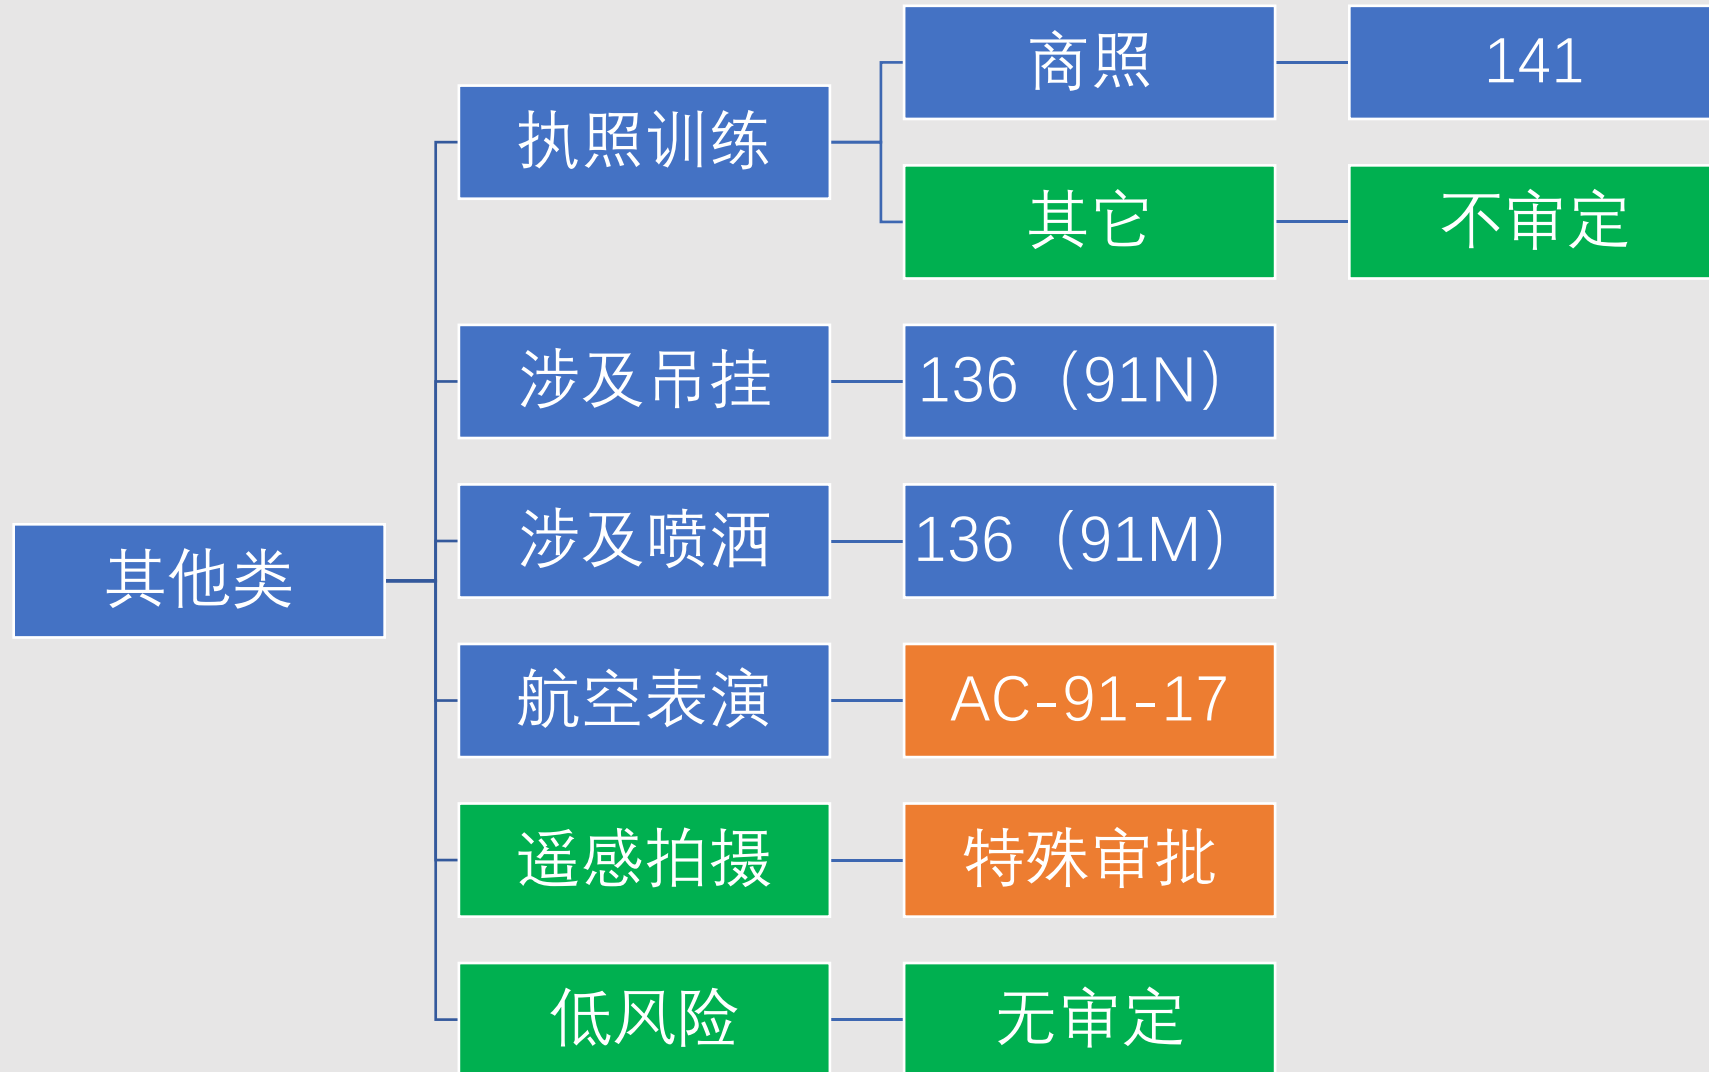 商照
141
执照训练
其它
不审定
涉及吊挂
136（91N）
涉及喷洒
136（91M）
其他类
航空表演
AC-91-17
遥感拍摄
特殊审批
低风险
无审定